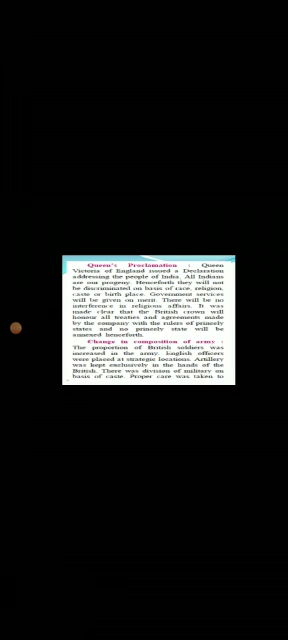 Queen's Proclamation : Queen
Victoria of England issued a Declaration
addressing the people of India. All Indians
are our progeny. Henceforth they will not
be discriminated on basis of race, religion,
caste or birth place. Government services
will be given on merit. There will be no
interference in religious affairs. It was
made clear that the British crown will
honour all treaties and agreements made
by the company with the rulers of princely
states and no princely state will be
annexed henceforth.
Change in composition of army :
The proportion of British soldiers was
increased in the army. English officers
were placed at strategic locations. Artillery
was kept exclusively in the hands of the
British. There was division of military on
basis of caste. Proper care was taken to